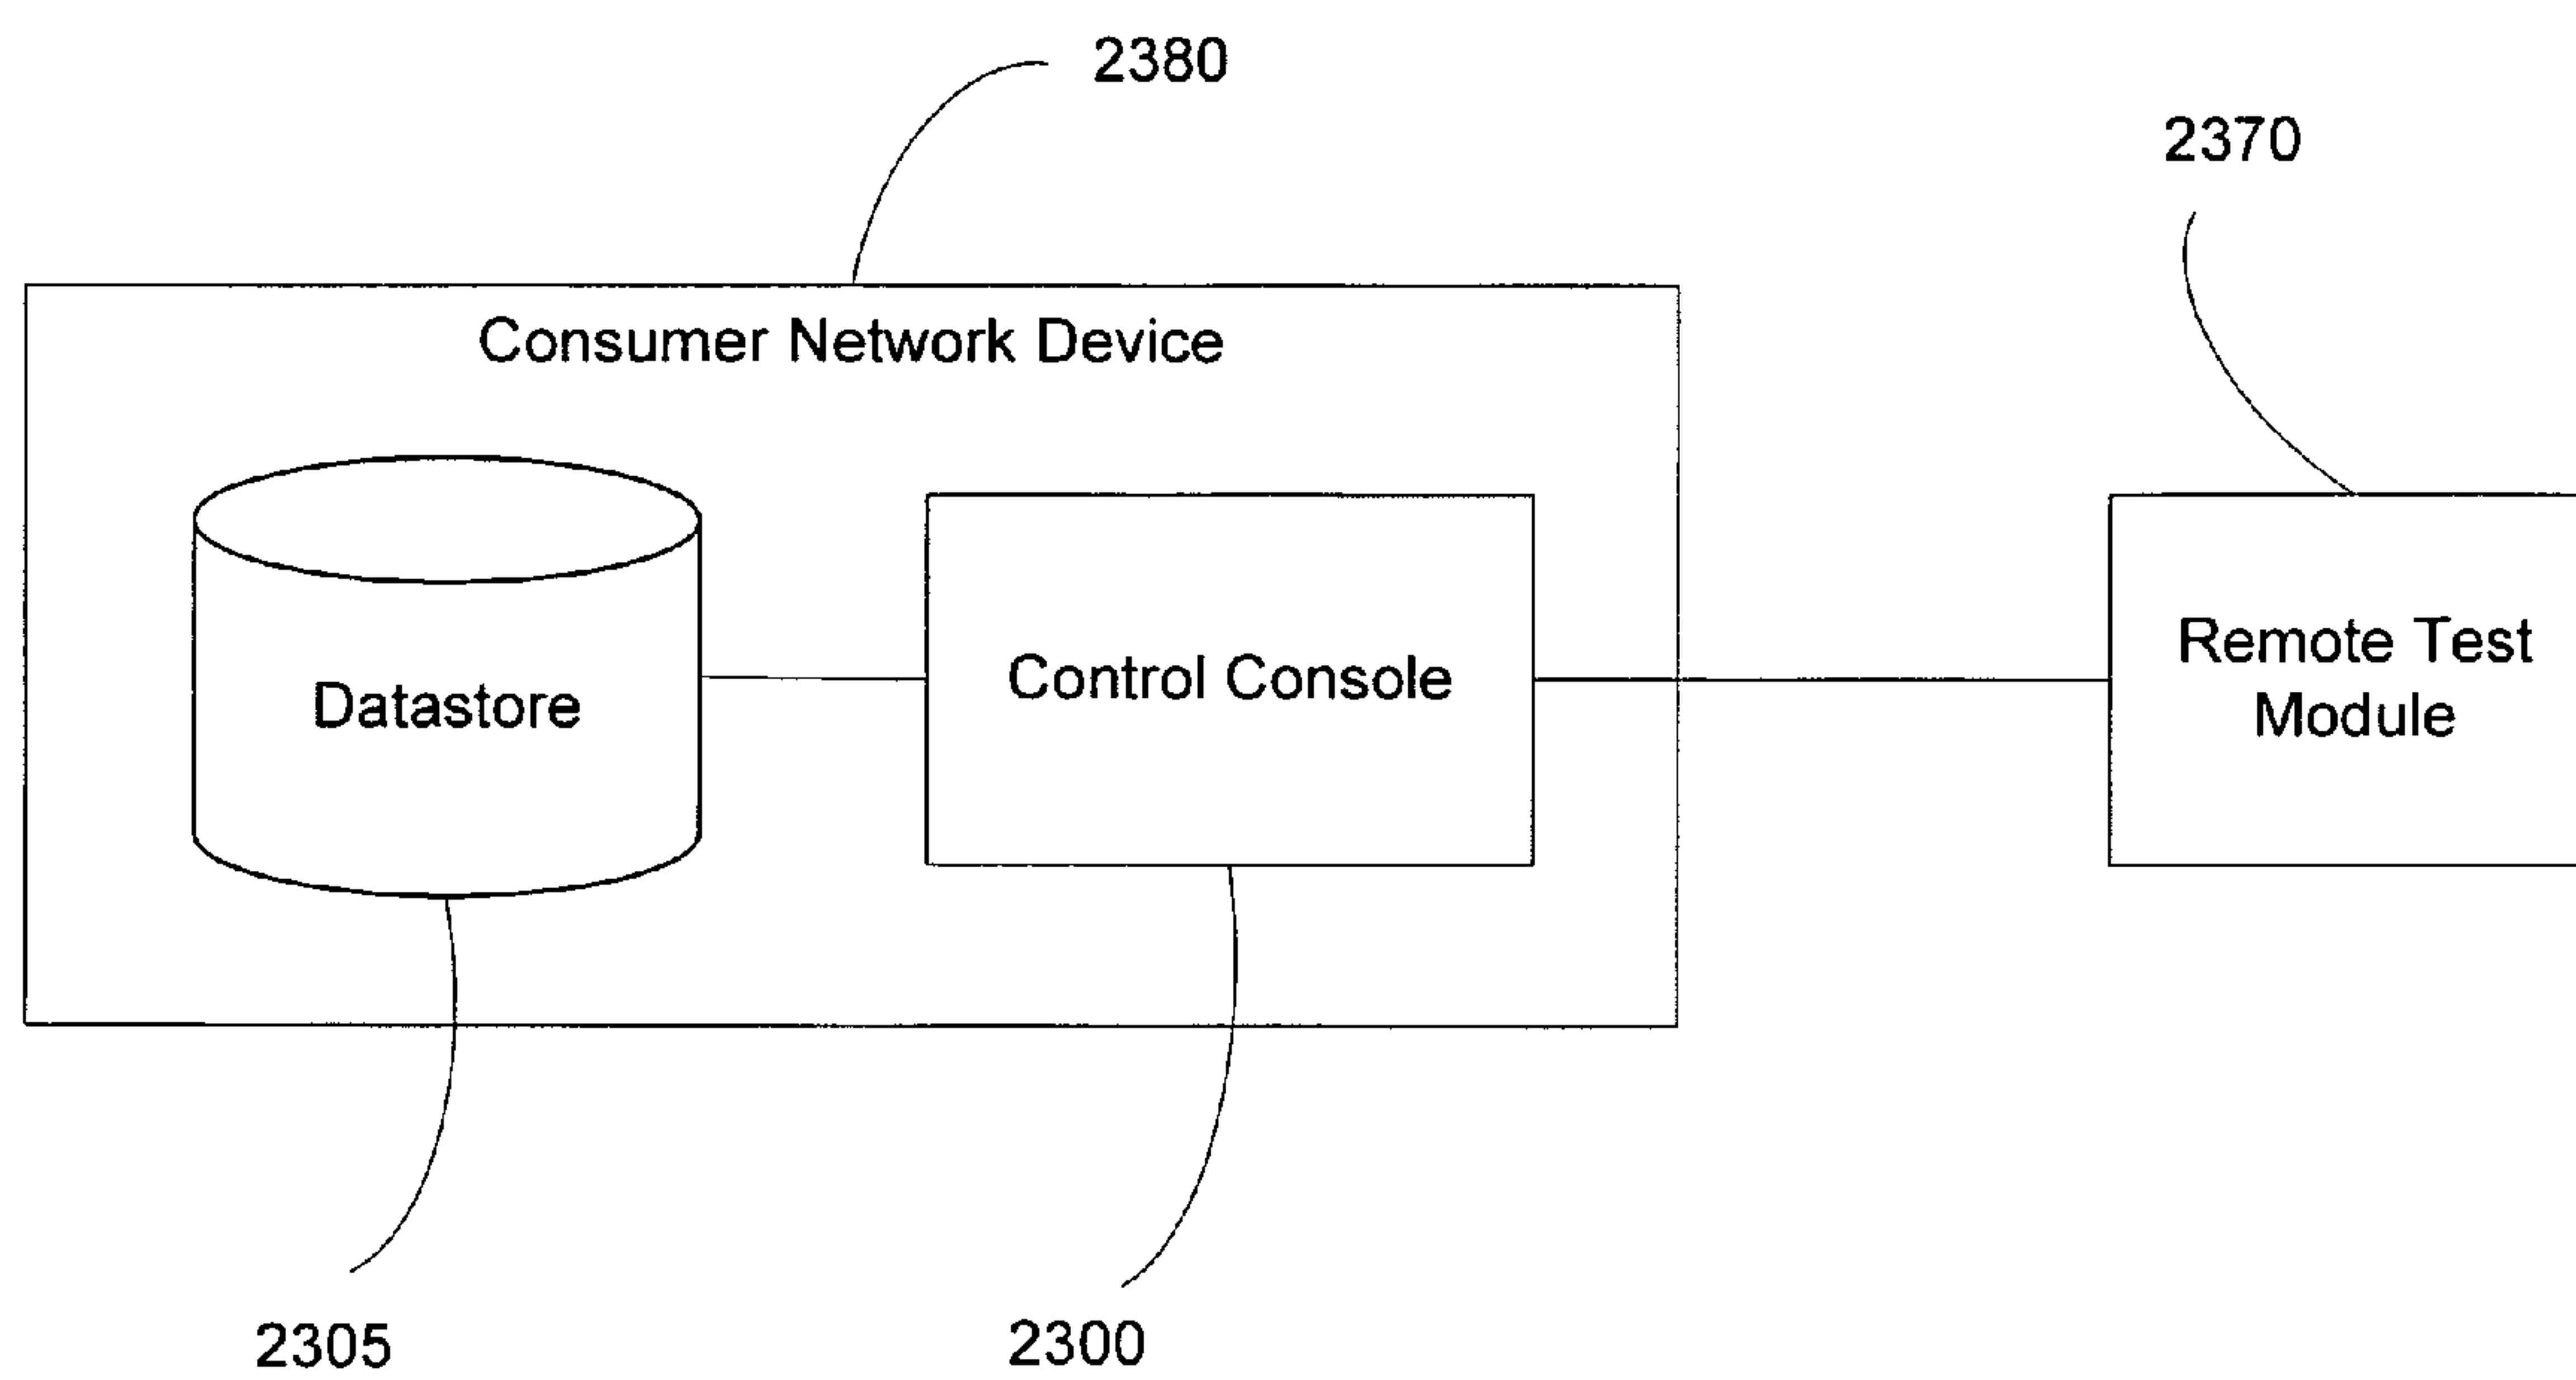 2380
2370
Consumer Network Device
Datastore
Control Console
Remote Test
Module
2305
2300